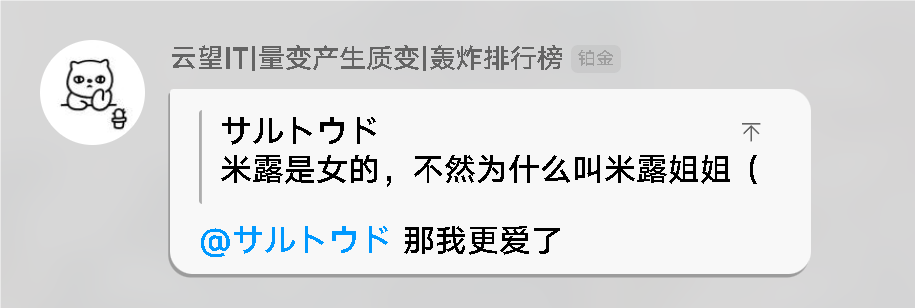 云望IT|量变产生质变|轰炸排行榜 铂金
サルトウド
米露是女的，不然为什么叫米露姐姐（
@サルトウド 那我更爱了